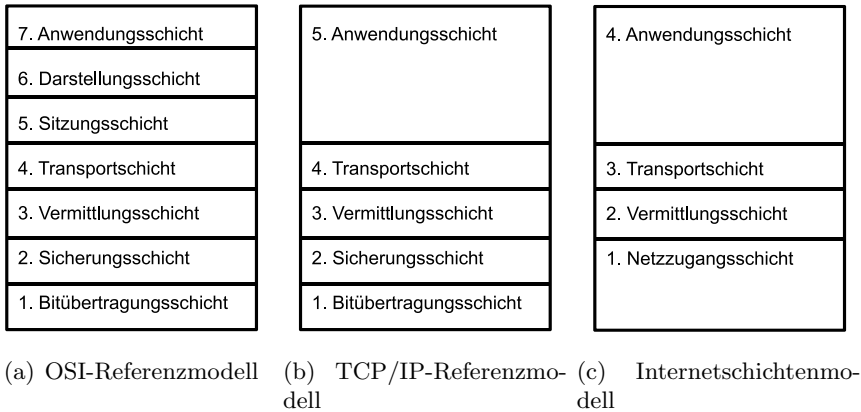 7. Anwendungsschicht
6. Darstellungsschicht
5. Sitzungsschicht
4. Transportschicht
3. Vermittlungsschicht
2. Sicherungsschicht
1. Bitübertragungsschicht
5. Anwendungsschicht
4. Transportschicht
3. Vermittlungsschicht
2. Sicherungsschicht
1. Bitübertragungsschicht
4. Anwendungsschicht
3. Transportschicht
2. Vermittlungsschicht
1. Netzzugangsschicht
(a) OSI-Referenzmodell
(b) TCP/IP-Referenzmo-
dell
(c) Internetschichtenmo-
dell